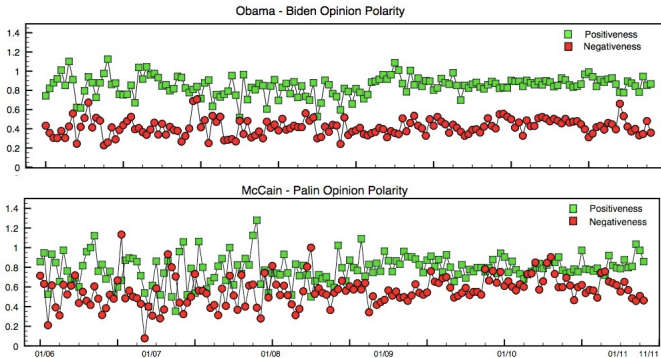 Obama - Biden Opinion Polarity
Positiveness
Negativeness
1.4
1.2
1
0.8
0.6
0.4
0.2
0
McCain - Palin Opinion Polarity
Positiveness
Negativeness
1.4
1.2
1
0.8
0.6
0.4
0.2
0
01/06 01/07 01/08 01/09 01/10 01/11 11/11